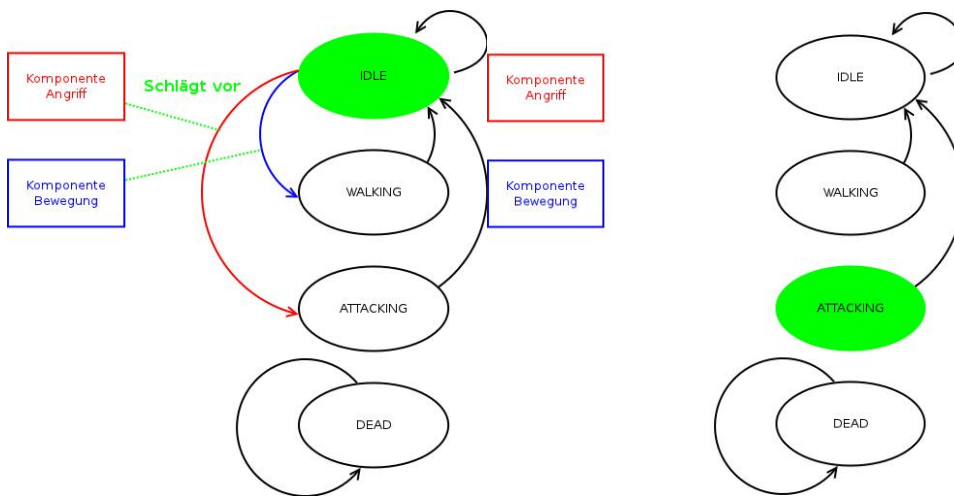 Komponente
Angriff
Schlägt vor
Komponente
Bewegung
IDLE
WALKING
ATTACKING
DEAD
Komponente
Angriff
Komponente
Bewegung
IDLE
WALKING
ATTACKING
DEAD